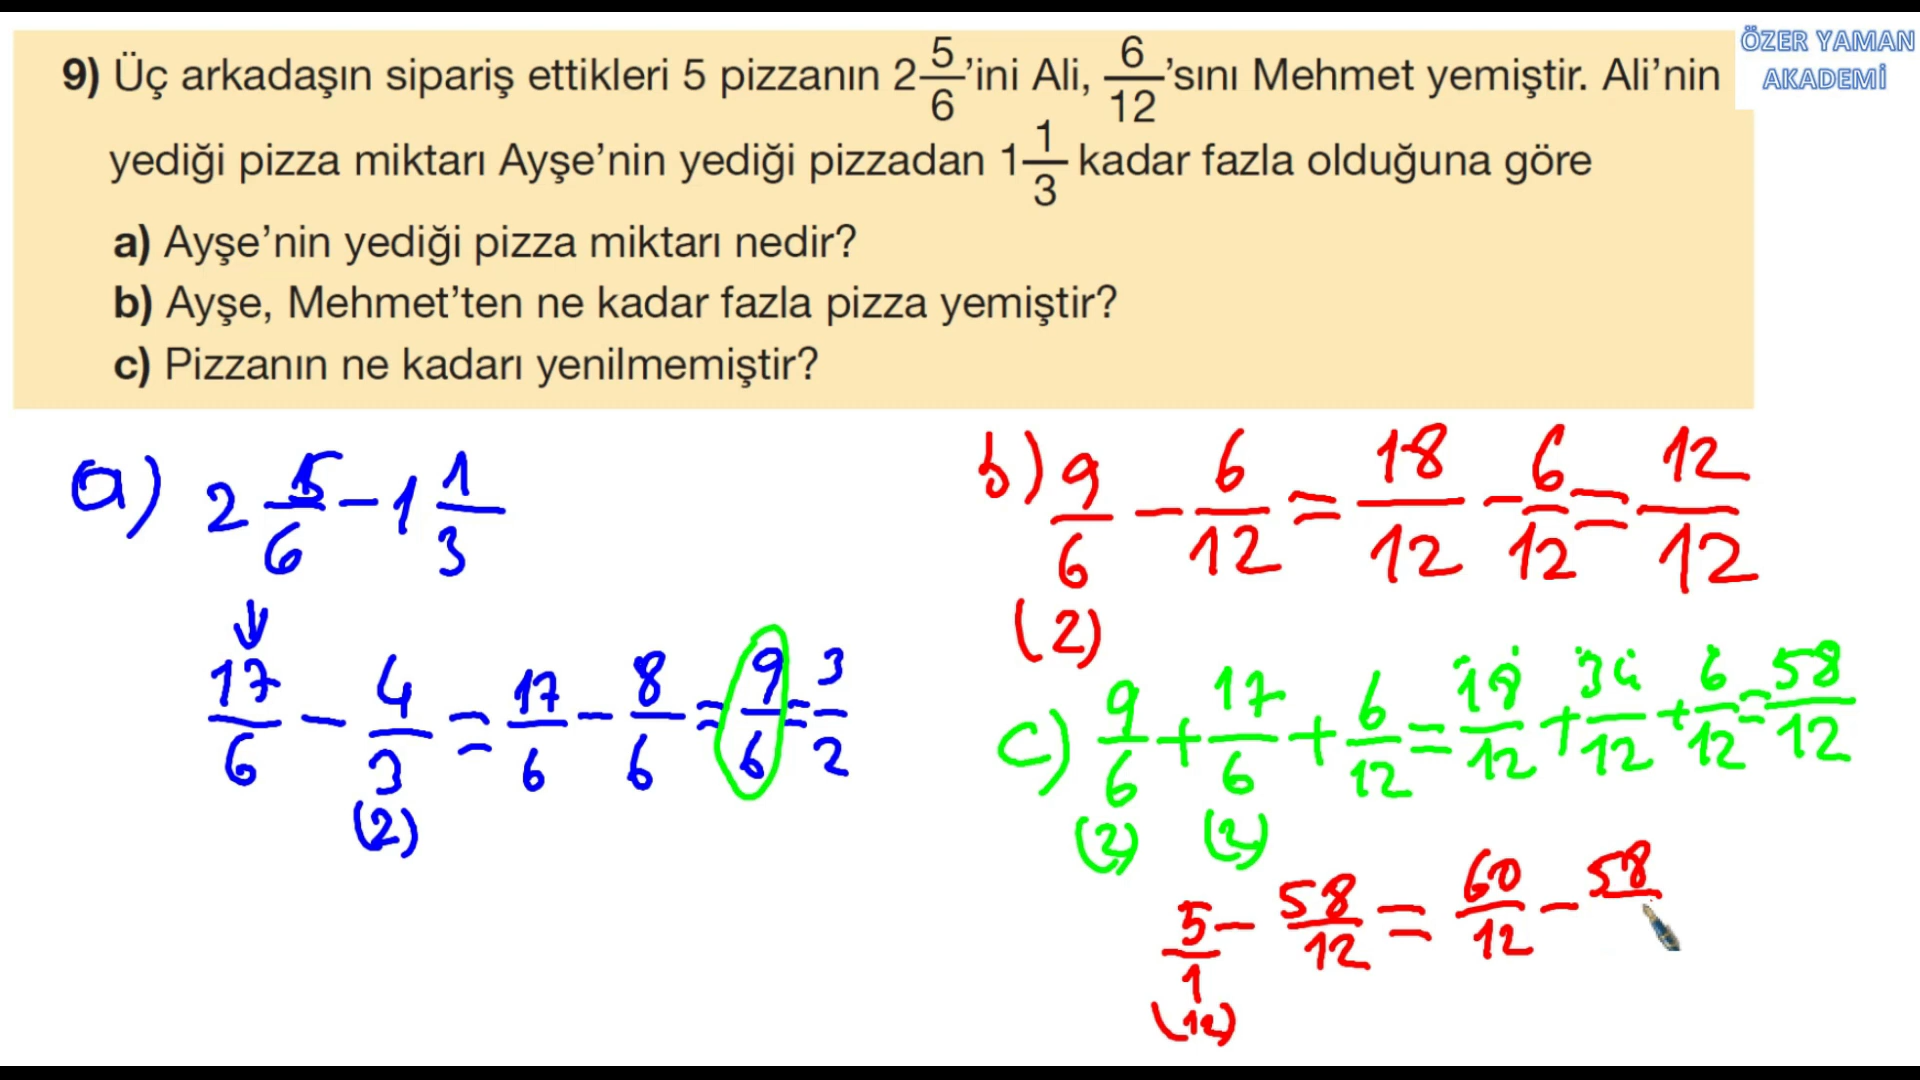 ÖZER YAMAN
AKADEMİ
9) Üç arkadaşın sipariş ettikleri 5 pizzanın 2 5/6'ini Ali, 6/12'sını Mehmet yemiştir. Ali'nin
yediği pizza miktarı Ayşe'nin yediği pizzadan 1 1/3 kadar fazla olduğuna göre
a) Ayşe'nin yediği pizza miktarı nedir?
b) Ayşe, Mehmet'ten ne kadar fazla pizza yemiştir?
c) Pizzanın ne kadarı yenilmemiştir?
a) 2 5/6 - 1 1/3
17/6 - 4/3 = 17/6 - 8/6 = 9/6 = 3/2
(2)
b) 9/6 - 6/12 = 18/12 - 6/12 = 12/12
(2)
c) 9/6 + 17/6 + 6/12 = 18/12 + 34/12 + 6/12 = 58/12
(2) (2)
5/1 - 58/12 = 60/12 - 58
(12)